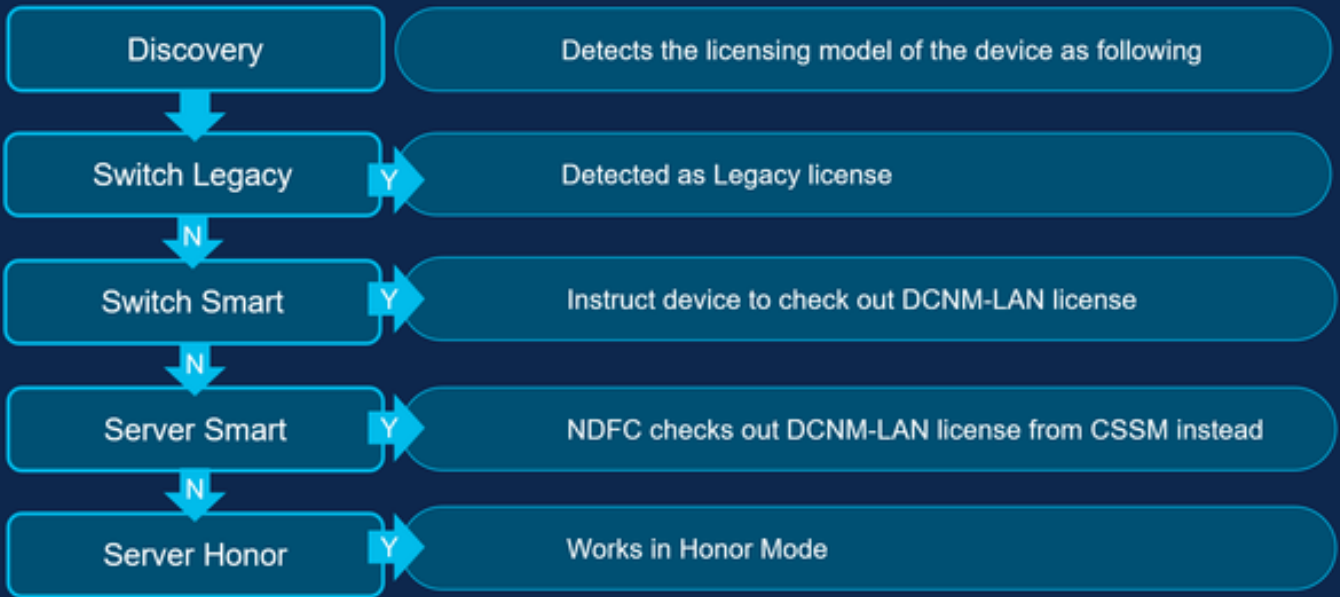 Discovery
Detects the licensing model of the device as following
Switch Legacy
Y
Detected as Legacy license
N
Switch Smart
Y
Instruct device to check out DCNM-LAN license
N
Server Smart
Y
NDFC checks out DCNM-LAN license from CSSM instead
N
Server Honor
Y
Works in Honor Mode